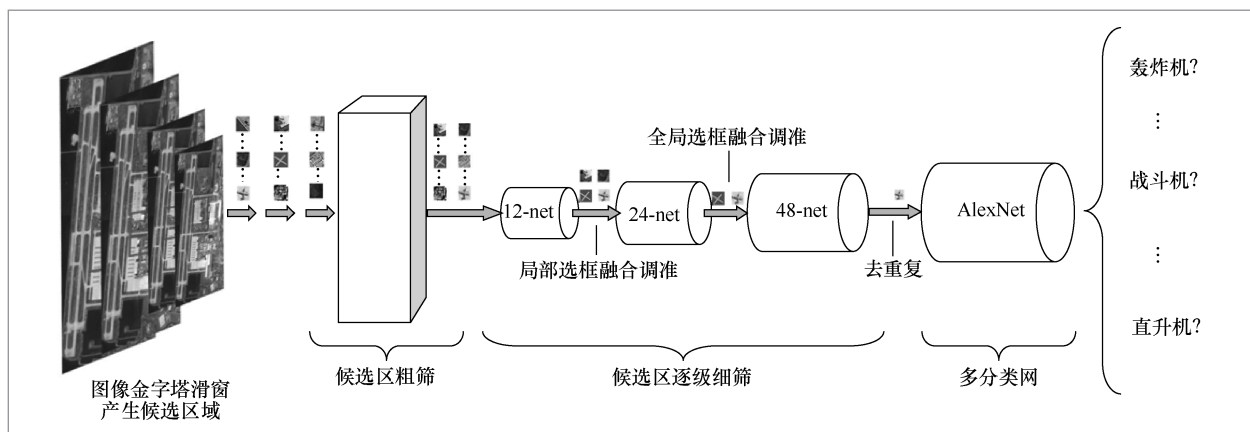 图像金字塔滑窗
产生候选区域
候选区粗筛
12-net
局部选框融合调准
24-net
全局选框融合调准
48-net
候选区逐级细筛
去重复
AlexNet
多分类网
轰炸机?
⋮
战斗机?
⋮
直升机?